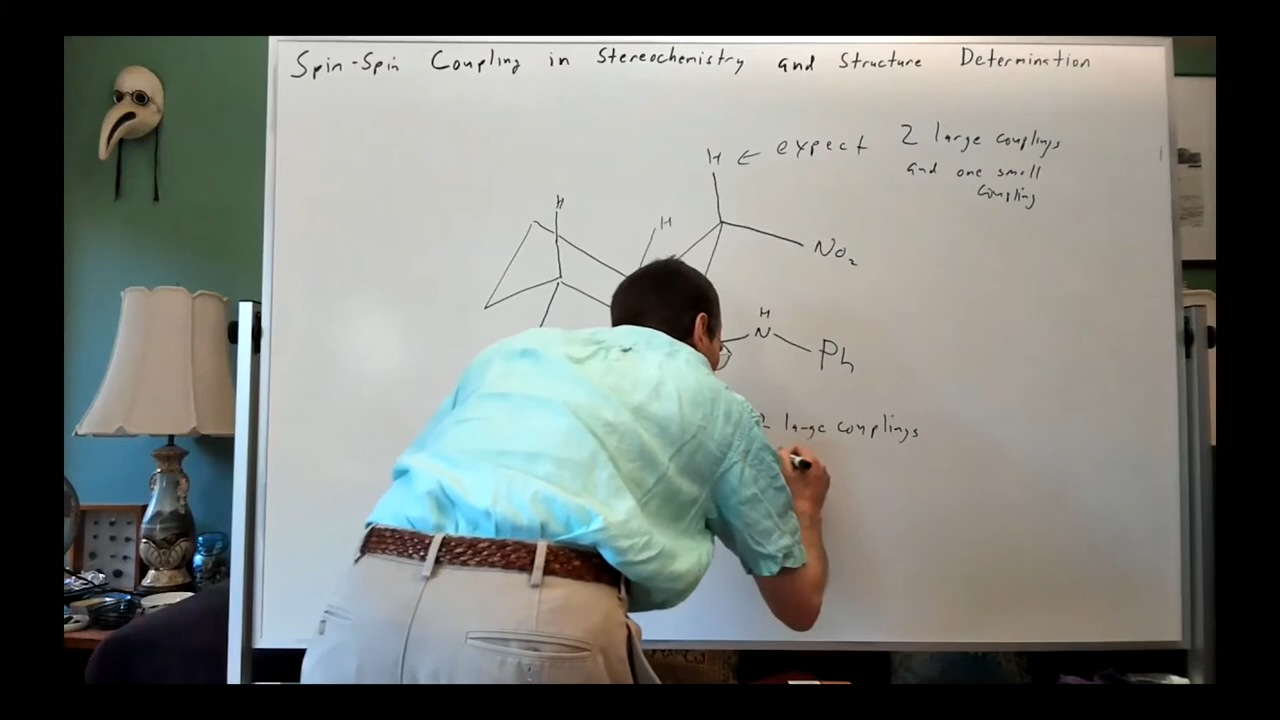 Spin-Spin Coupling in Stereochemistry and Structure Determination
H ← expect 2 large couplings
and one small
coupling
H
H
NO2
H
N
Ph
2 large couplings